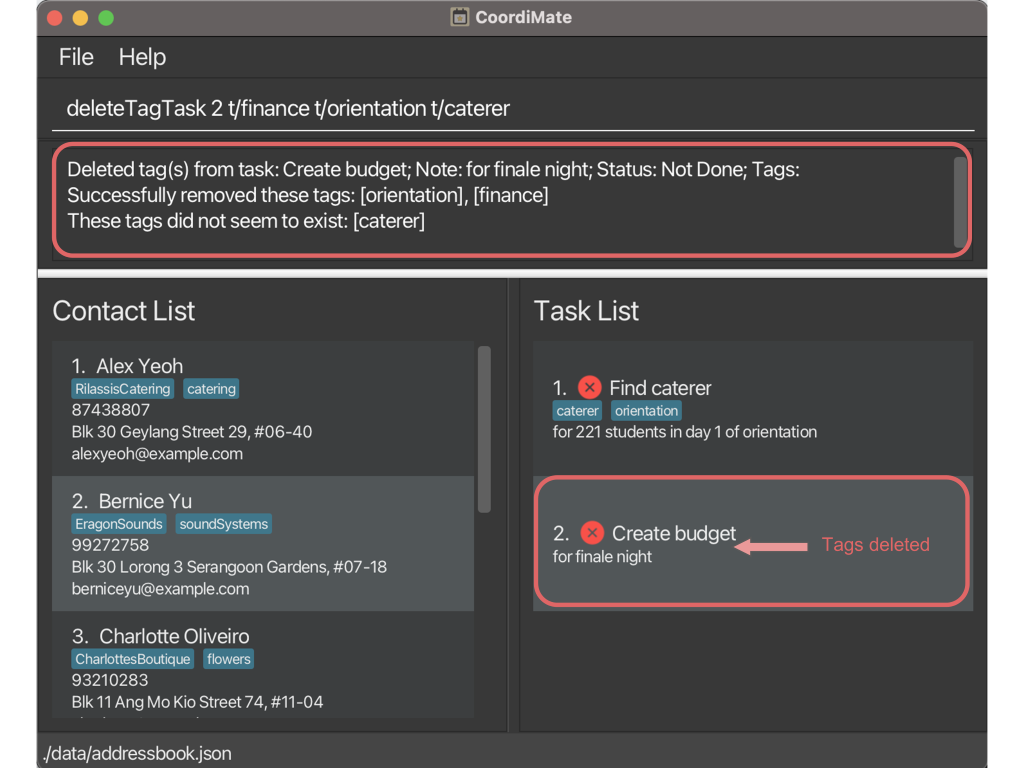 CoordiMate
File Help
deleteTagTask 2 t/finance t/orientation t/caterer
Deleted tag(s) from task: Create budget; Note: for finale night; Status: Not Done; Tags:
Successfully removed these tags: [orientation], [finance]
These tags did not seem to exist: [caterer]
Contact List
1. Alex Yeoh
RilassisCatering catering
87438807
Blk 30 Geylang Street 29, #06-40
alexyeoh@example.com
2. Bernice Yu
EragonSounds soundSystems
99272758
Blk 30 Lorong 3 Serangoon Gardens, #07-18
berniceyu@example.com
3. Charlotte Oliveiro
CharlottesBoutique flowers
93210283
Blk 11 Ang Mo Kio Street 74, #11-04
Task List
1. Find caterer
caterer orientation
for 221 students in day 1 of orientation
2. Create budget
for finale night
Tags deleted
./data/addressbook.json